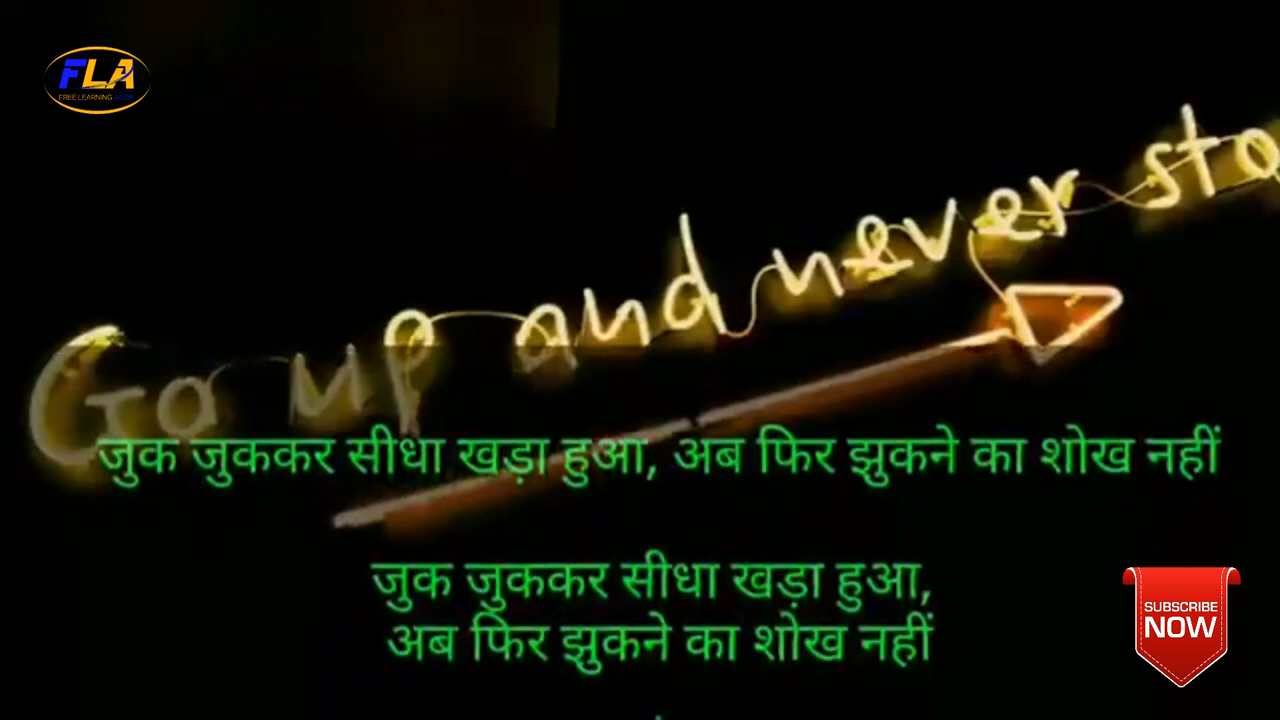 FLA
FREE LEARNING ADDA
Go up and never sto
जुक जुककर सीधा खड़ा हुआ, अब फिर झुकने का शोख नहीं
जुक जुककर सीधा खड़ा हुआ,
अब फिर झुकने का शोख नहीं
SUBSCRIBE
NOW